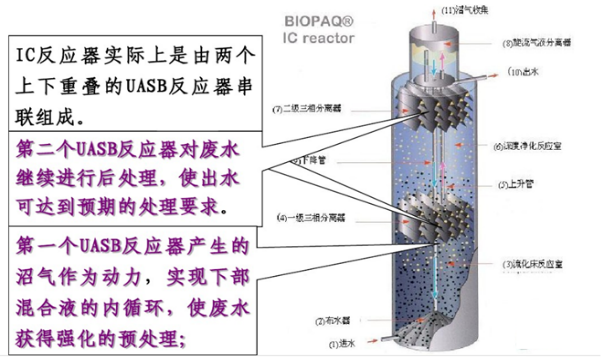 BIOPAQ®
IC reactor
IC反应器实际上是由两个
上下重叠的UASB反应器串
联组成。
第二个UASB反应器对废水
继续进行后处理，使出水
可达到预期的处理要求。
第一个UASB反应器产生的
沼气作为动力，实现下部
混合液的内循环，使废水
获得强化的预处理;
(11)沼气收集
(8)
气液分离器
(10)出水
(7)二级三相分离器
(6)深度净化反应室
下降管
(5)上升管
(4)一级三相分离器
(3)流化床反应室
(2)布水器
(1)进水